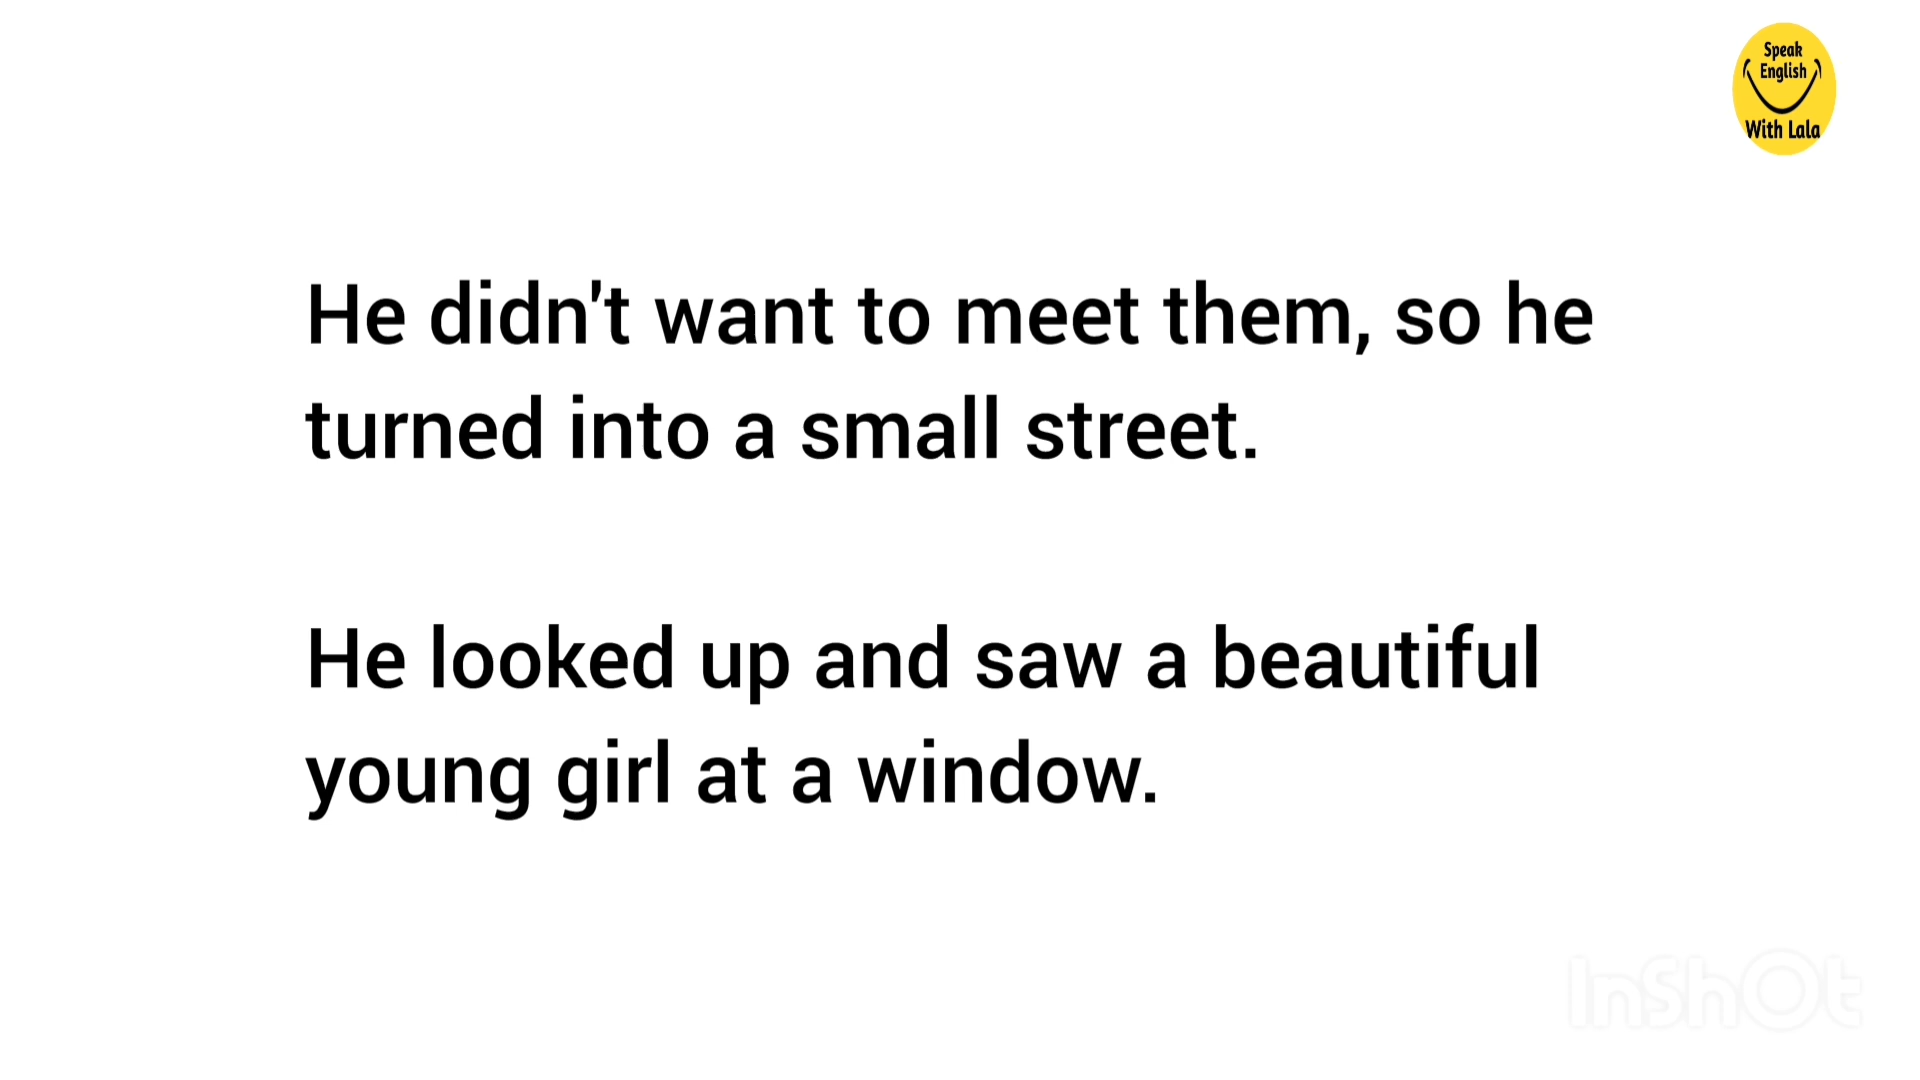 Speak
English
With Lala
He didn't want to meet them, so he
turned into a small street.
He looked up and saw a beautiful
young girl at a window.
InShOt